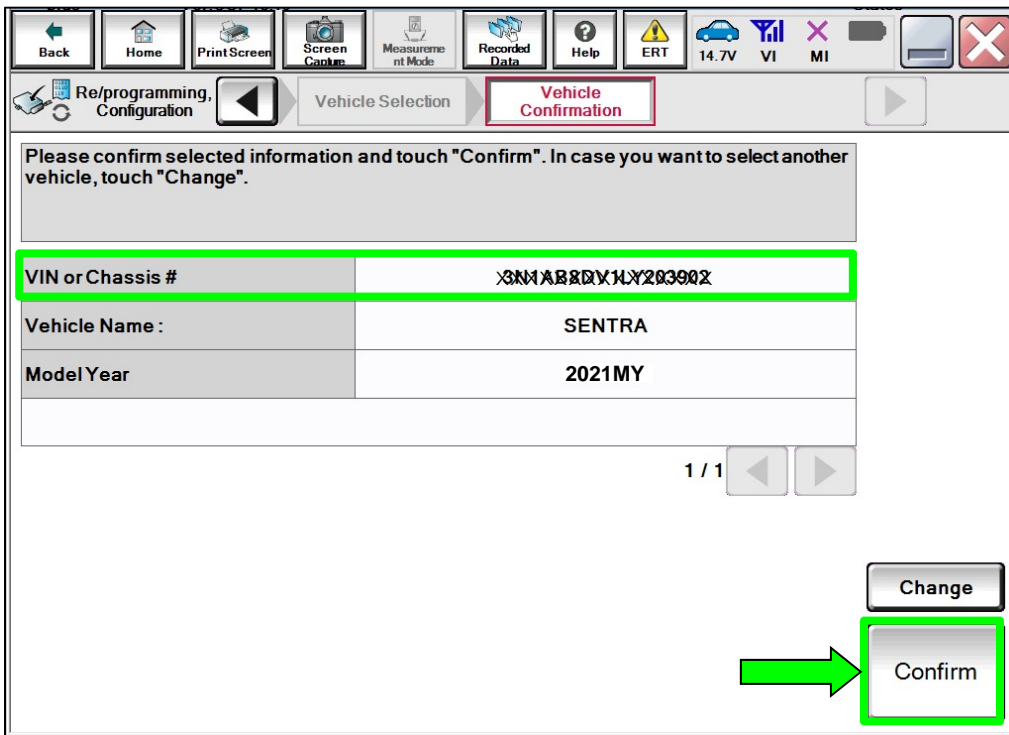 Back
Home
Print Screen
Screen Capture
Measureme nt Mode
Recorded Data
Help
ERT
14.7V
VI
MI
Re/programming, Configuration
Vehicle Selection
Vehicle Confirmation
Please confirm selected information and touch "Confirm". In case you want to select another
vehicle, touch "Change".
VIN or Chassis #
Vehicle Name :
SENTRA
Model Year
2021MY
1 / 1
Change
Confirm